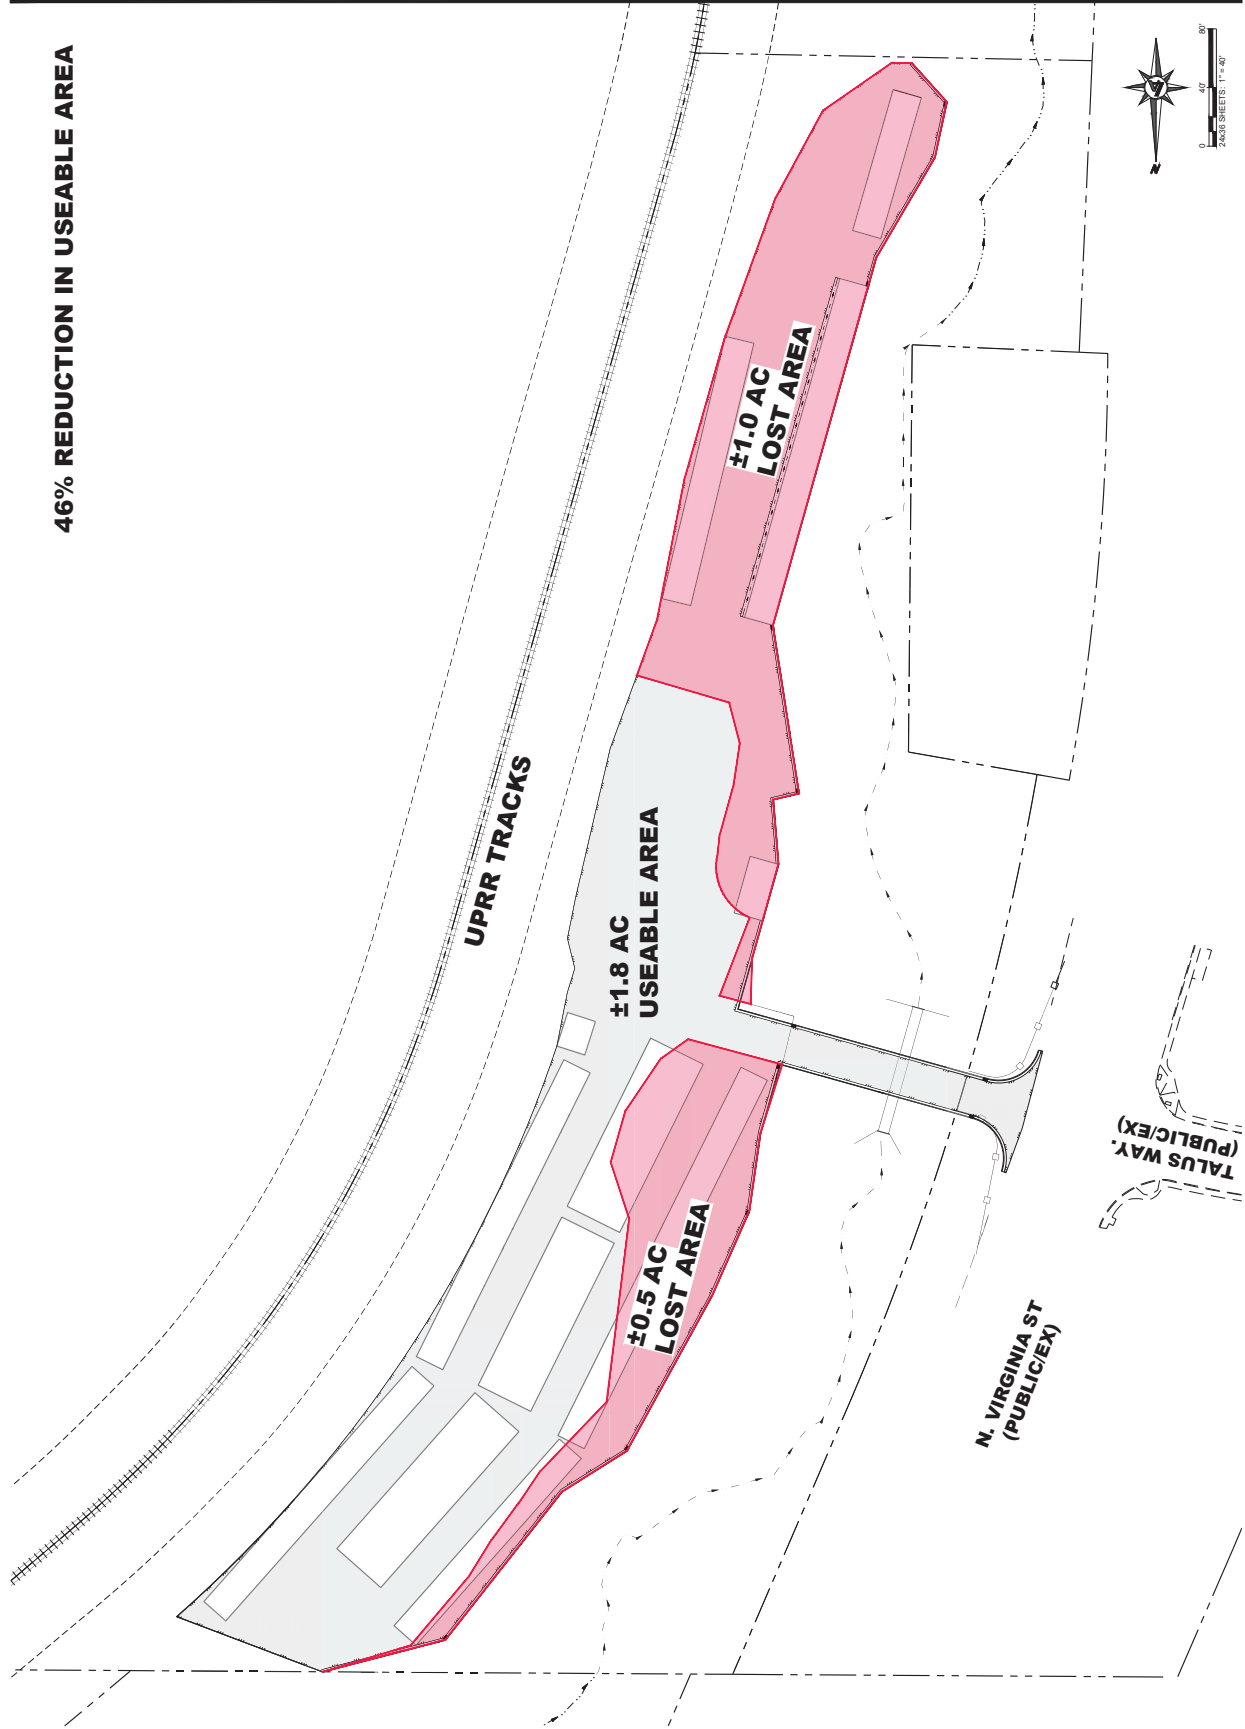 46% REDUCTION IN USEABLE AREA
UPRR TRACKS
±1.8 AC
USEABLE AREA
±1.0 AC
LOST AREA
±0.5 AC
LOST AREA
N. VIRGINIA ST
(PUBLIC/EX)
TALUS WAY.
(PUBLIC/EX)
N
0 40' 80'
24x36 SHEETS: 1" = 40'